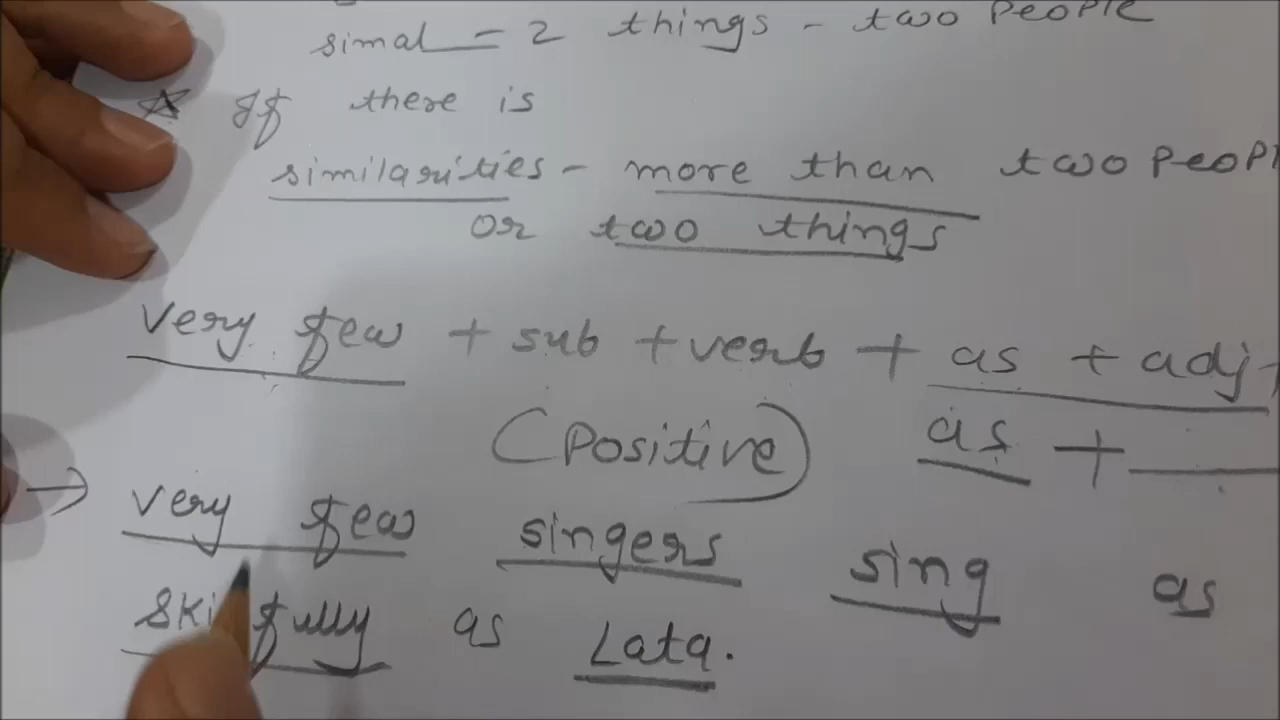 simal = 2 things - two people
☆ If there is
similarities - more than two peopl
or two things
very few + sub + verb + as + adj +
(Positive) as + ____
→ very few singers sing as
skilfully as Lata.